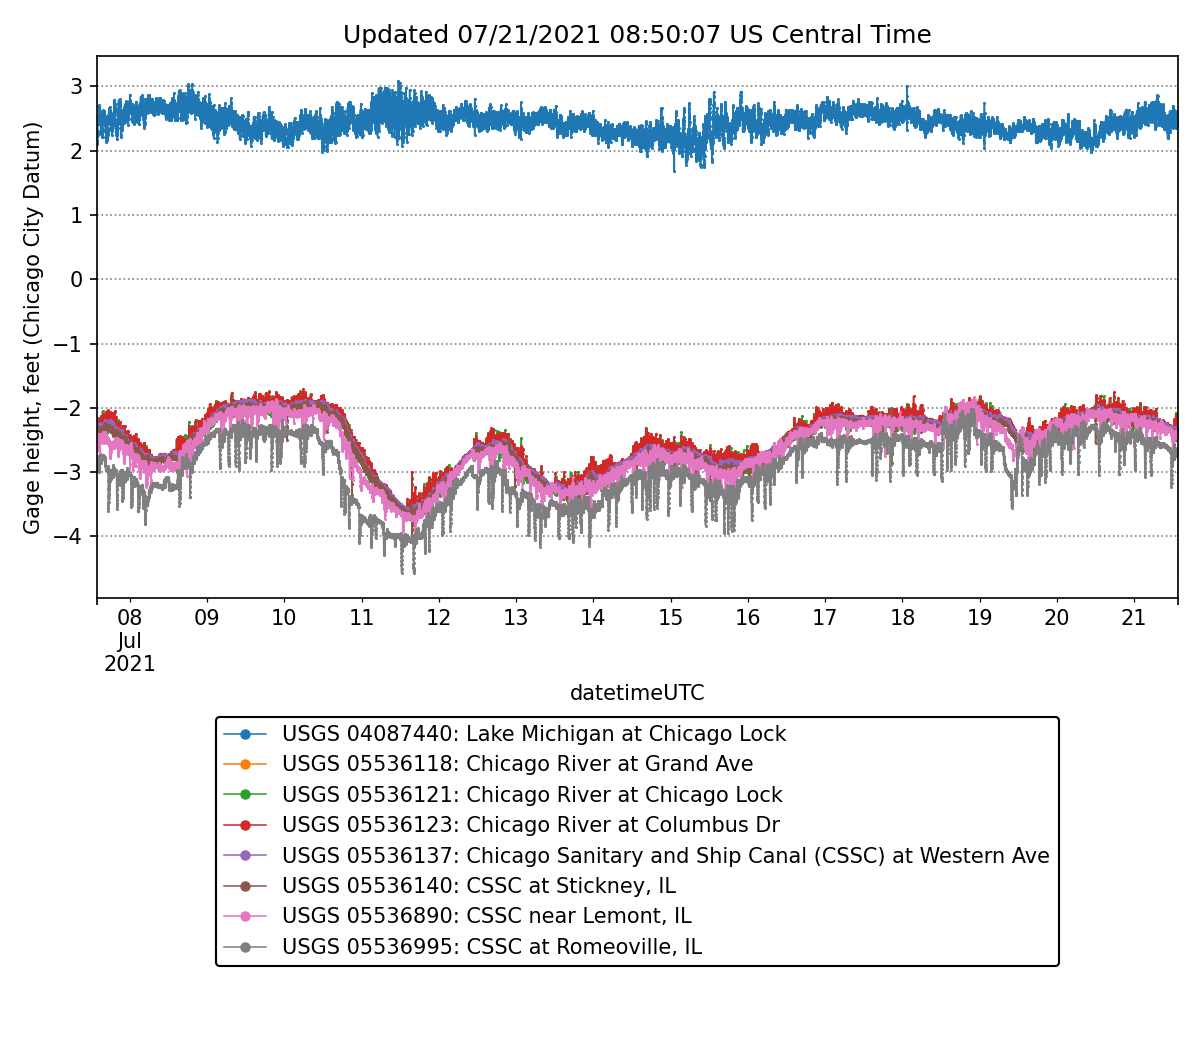 Updated 07/21/2021 08:50:07 US Central Time
Gage height, feet (Chicago City Datum)
3
2
1
0
−1
−2
−3
−4
08 09 10 11 12 13 14 15 16 17 18 19 20 21
Jul
2021
datetimeUTC
USGS 04087440: Lake Michigan at Chicago Lock
USGS 05536118: Chicago River at Grand Ave
USGS 05536121: Chicago River at Chicago Lock
USGS 05536123: Chicago River at Columbus Dr
USGS 05536137: Chicago Sanitary and Ship Canal (CSSC) at Western Ave
USGS 05536140: CSSC at Stickney, IL
USGS 05536890: CSSC near Lemont, IL
USGS 05536995: CSSC at Romeoville, IL